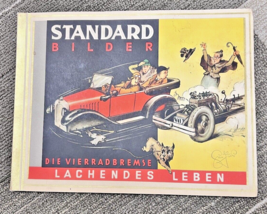 STANDARD
BILDER
DIE VIERRADBREMSE
LACHENDES LEBEN